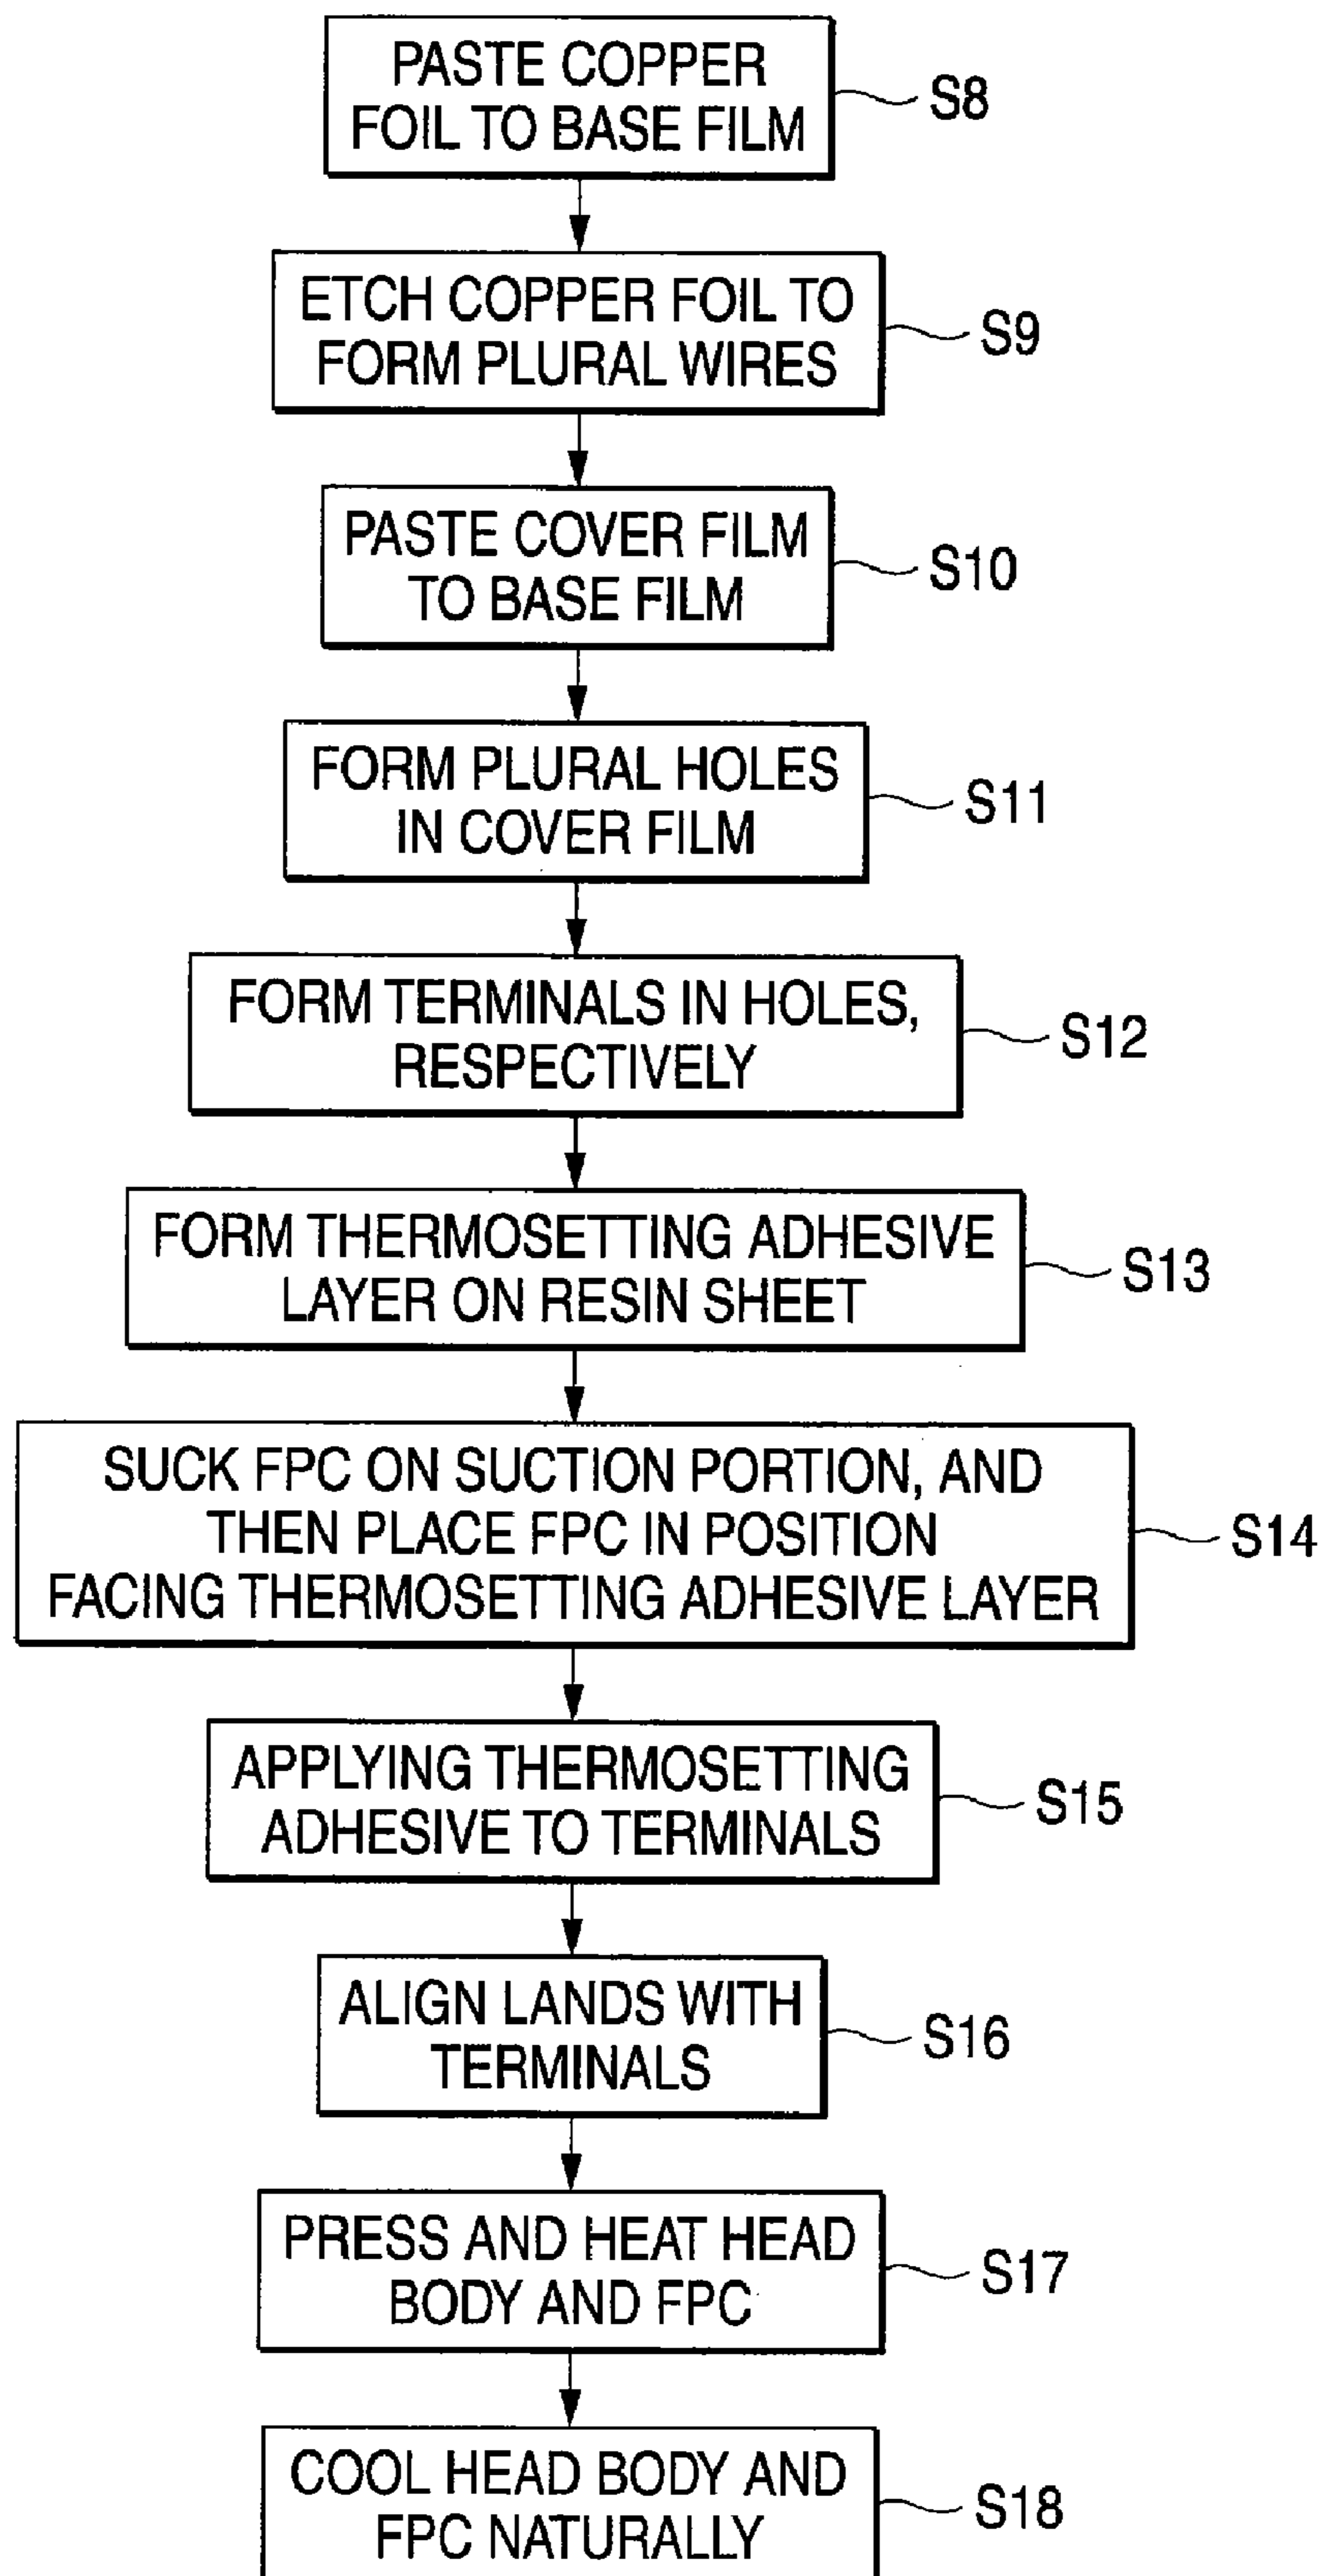 PASTE COPPER
FOIL TO BASE FILM
S8
ETCH COPPER FOIL TO
FORM PLURAL WIRES
S9
PASTE COVER FILM
TO BASE FILM
S10
FORM PLURAL HOLES
IN COVER FILM
S11
FORM TERMINALS IN HOLES,
RESPECTIVELY
S12
FORM THERMOSETTING ADHESIVE
LAYER ON RESIN SHEET
S13
SUCK FPC ON SUCTION PORTION, AND
THEN PLACE FPC IN POSITION
FACING THERMOSETTING ADHESIVE LAYER
S14
APPLYING THERMOSETTING
ADHESIVE TO TERMINALS
S15
ALIGN LANDS WITH
TERMINALS
S16
PRESS AND HEAT HEAD
BODY AND FPC
S17
COOL HEAD BODY AND
FPC NATURALLY
S18